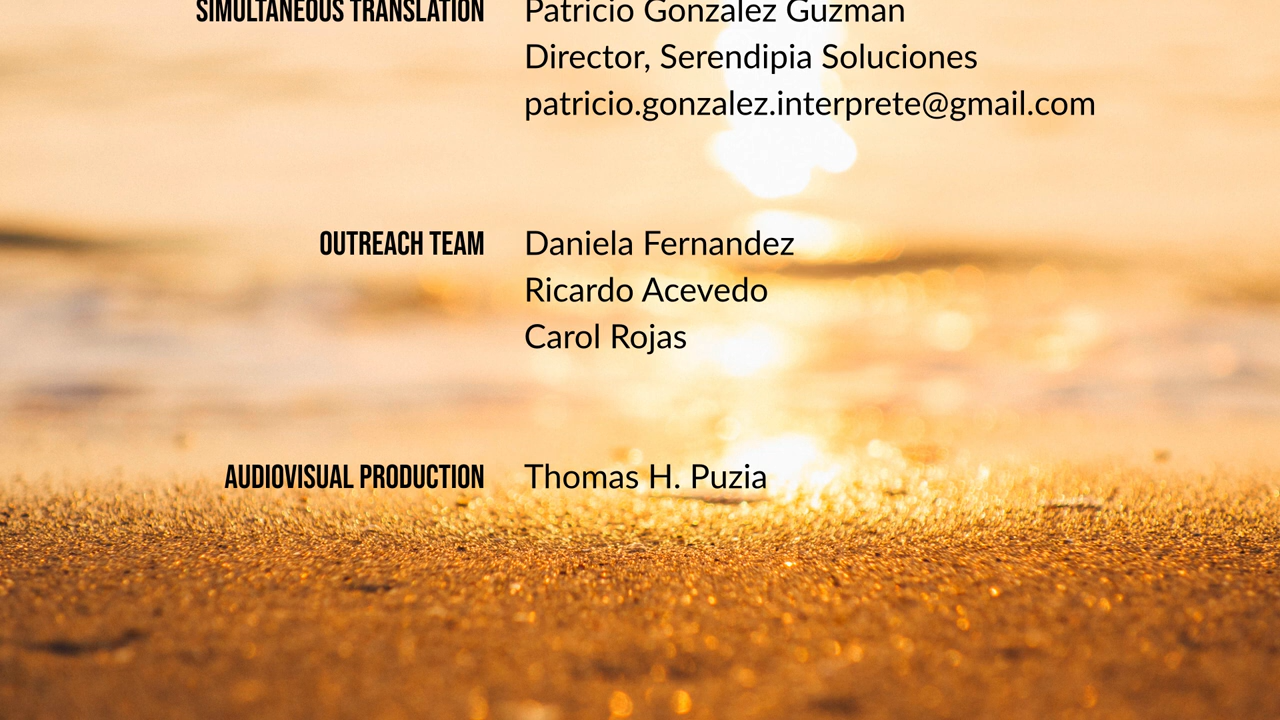 SIMULTANEOUS TRANSLATION Patricio Gonzalez Guzman
Director, Serendipia Soluciones
patricio.gonzalez.interprete@gmail.com
OUTREACH TEAM Daniela Fernandez
Ricardo Acevedo
Carol Rojas
AUDIOVISUAL PRODUCTION Thomas H. Puzia